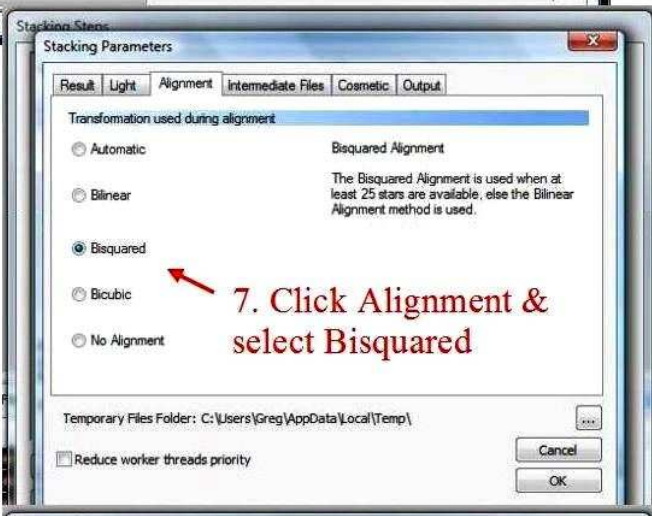 Stacking Steps
Stacking Parameters
Result Light Alignment Intermediate Files Cosmetic Output
Transformation used during alignment
Automatic
Bisquared Alignment
The Bisquared Alignment is used when at
least 25 stars are available, else the Bilinear
Alignment method is used.
Bilinear
Bisquared
Bicubic
No Alignment
7. Click Alignment &
select Bisquared
Temporary Files Folder: C:\Users\Greg\AppData\Local\Temp\
...
Reduce worker threads priority
Cancel
OK